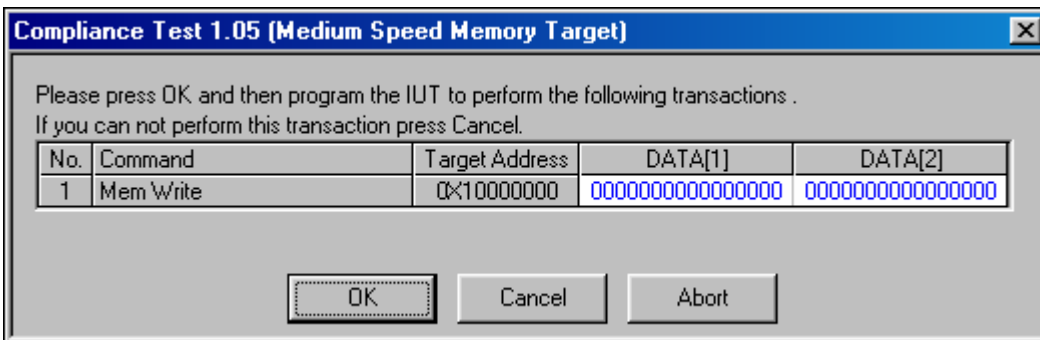 Compliance Test 1.05 (Medium Speed Memory Target)
Please press OK and then program the IUT to perform the following transactions .
If you can not perform this transaction press Cancel.
No. Command Target Address DATA[1] DATA[2]
1 Mem Write 0X10000000 0000000000000000 0000000000000000
OK Cancel Abort